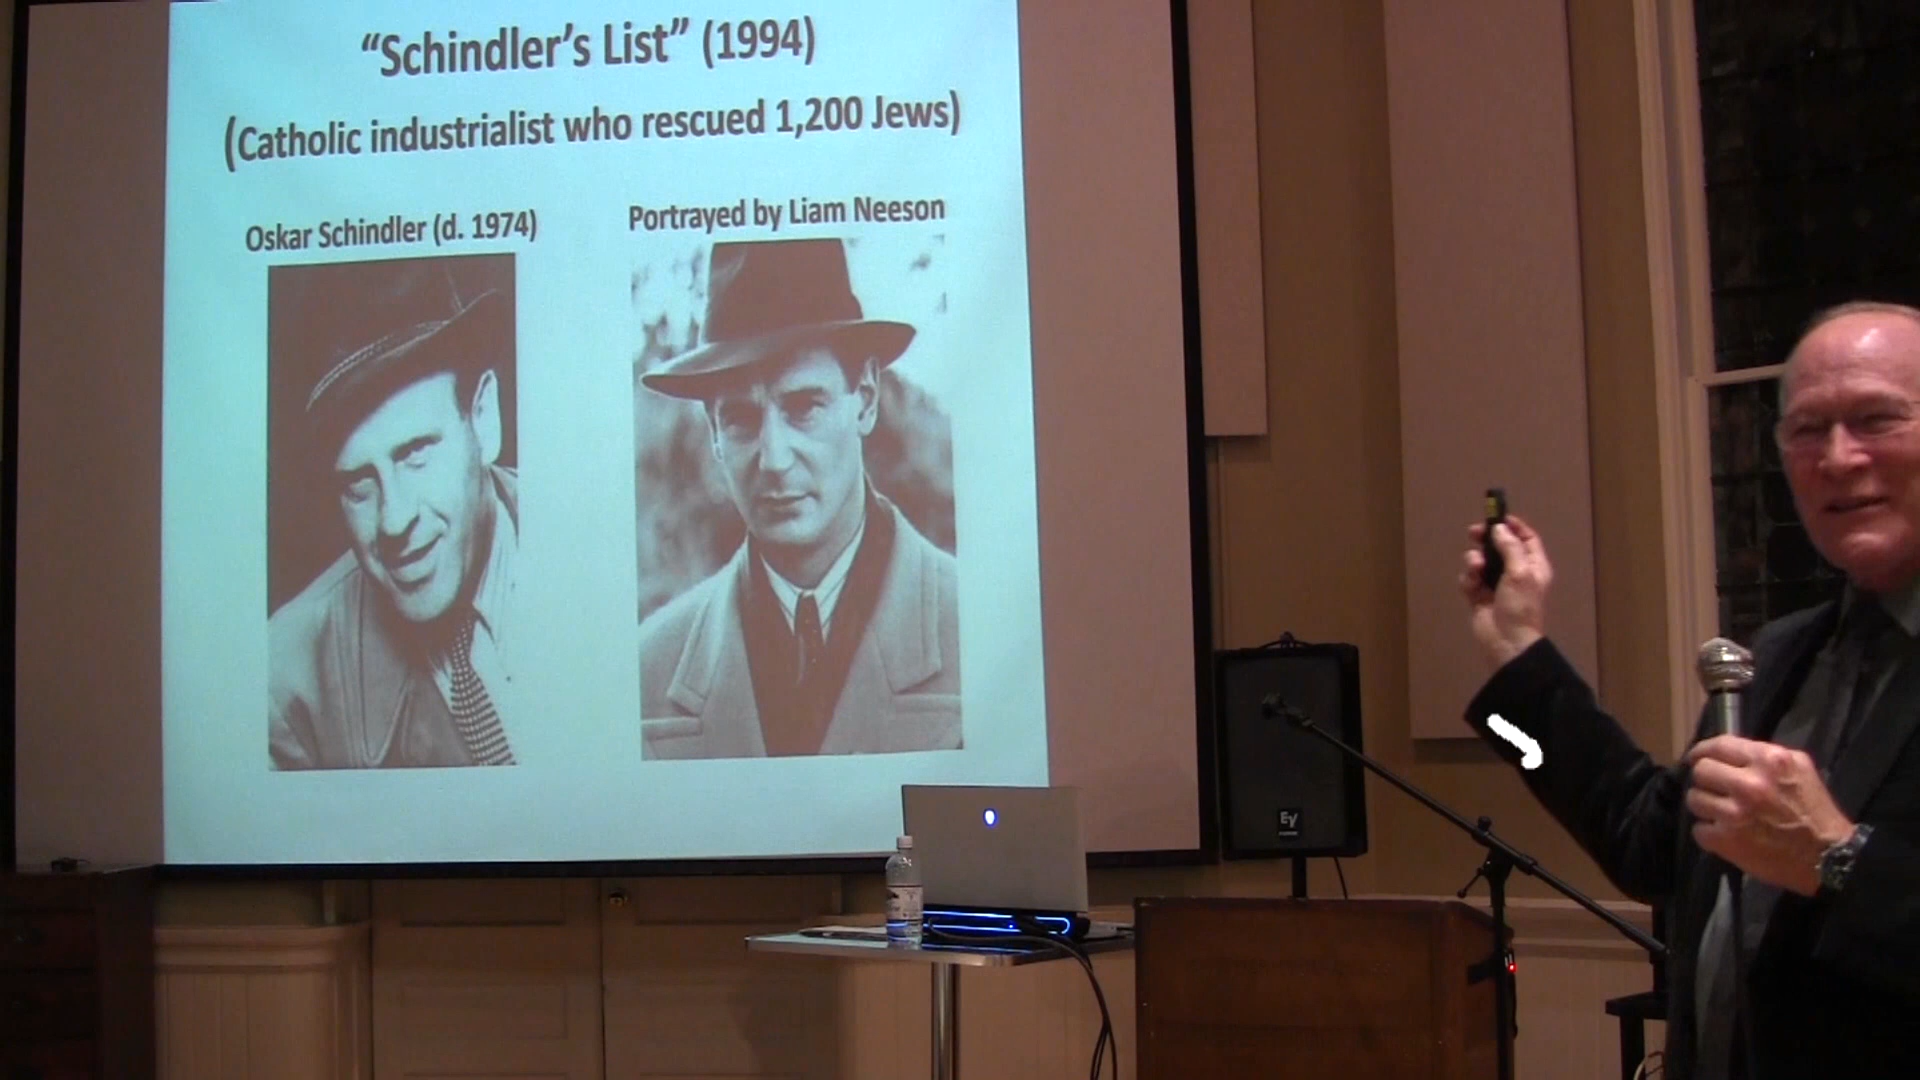 “Schindler’s List” (1994)
(Catholic industrialist who rescued 1,200 Jews)
Oskar Schindler (d. 1974)
Portrayed by Liam Neeson
EV